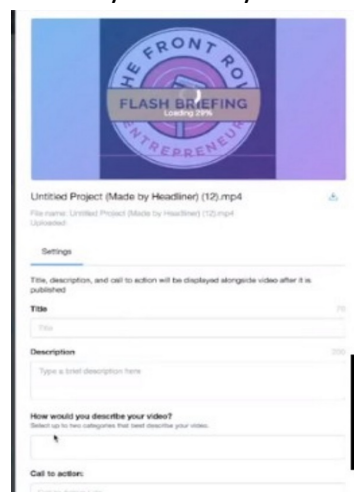 THE FRONT ROW
FLASH BRIEFING
Loading 29%
ENTREPRENEUR
Untitled Project (Made by Headliner) (12).mp4
File name: Untitled Project (Made by Headliner) (12).mp4
Uploaded:
Settings
Title, description, and call to action will be displayed alongside video after it is
published
Title 70
Title
Description 200
Type a brief description here
How would you describe your video?
Select up to two categories that best describe your video.
Call to action: